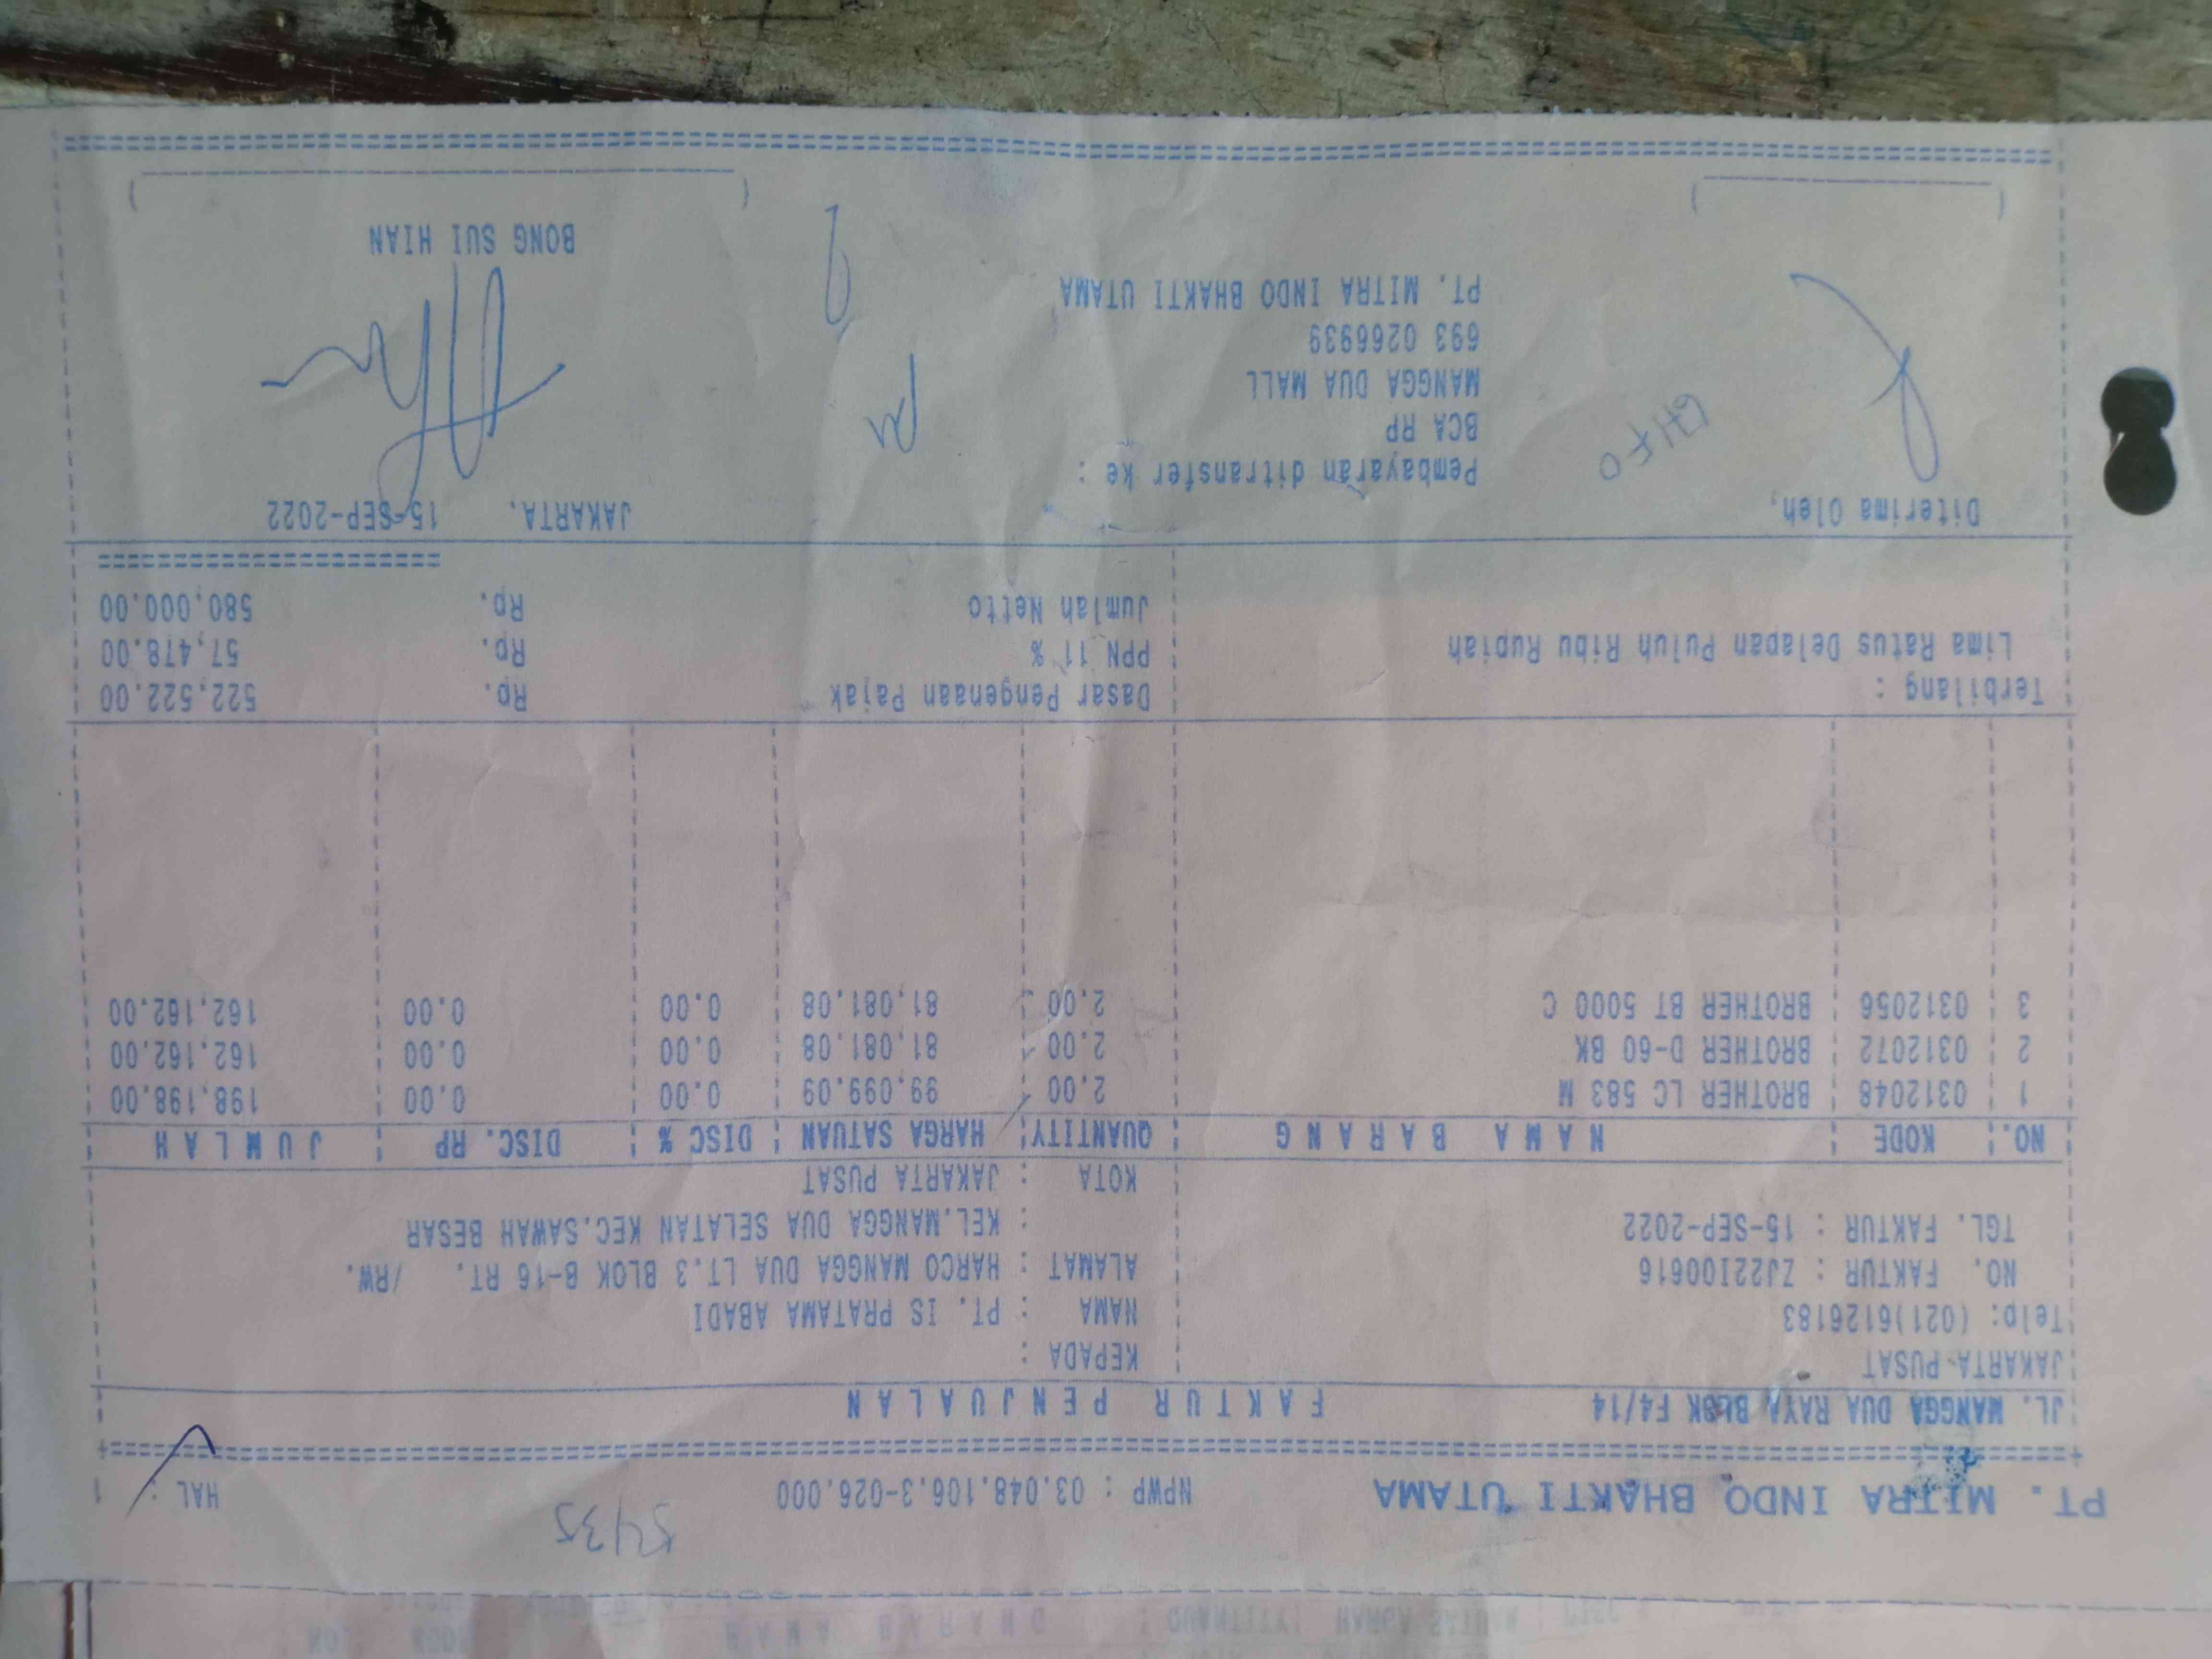 PT. MITRA INDO BHAKTI UTAMA NPWP : 03.048.106.3-026.000 5435 HAL : 1
JL. MANGGA DUA RAYA BLOK F4/14 FAKTUR PENJUALAN
JAKARTA-PUSAT
Telp: (021)6126183
NO. FAKTUR : ZJ22I00616
TGL. FAKTUR : 15-SEP-2022
KEPADA :
NAMA : PT. IS PRATAMA ABADI
ALAMAT : HARCO MANGGA DUA LT.3 BLOK B-16 RT. /RW.
: KEL.MANGGA DUA SELATAN KEC.SAWAH BESAR
KOTA : JAKARTA PUSAT
NO. KODE NAMA BARANG QUANTITY HARGA SATUAN DISC % DISC. RP JUMLAH
1 0312048 BROTHER LC 583 M 2.00 99,099.09 0.00 0.00 198,198.00
2 0312072 BROTHER D-60 BK 2.00 81,081.08 0.00 0.00 162,162.00
3 0312056 BROTHER BT 5000 C 2.00 81,081.08 0.00 0.00 162,162.00
Terbilang :
Lima Ratus Delapan Puluh Ribu Rupiah
Dasar Pengenaan Pajak Rp. 522,522.00
PPN 11 % Rp. 57,478.00
Jumlah Netto Rp. 580,000.00
Diterima Oleh,
Pembayaran ditransfer ke :
BCA RP
MANGGA DUA MALL
693 0266939
PT. MITRA INDO BHAKTI UTAMA
JAKARTA. 15-SEP-2022
BONG SUI HIAN